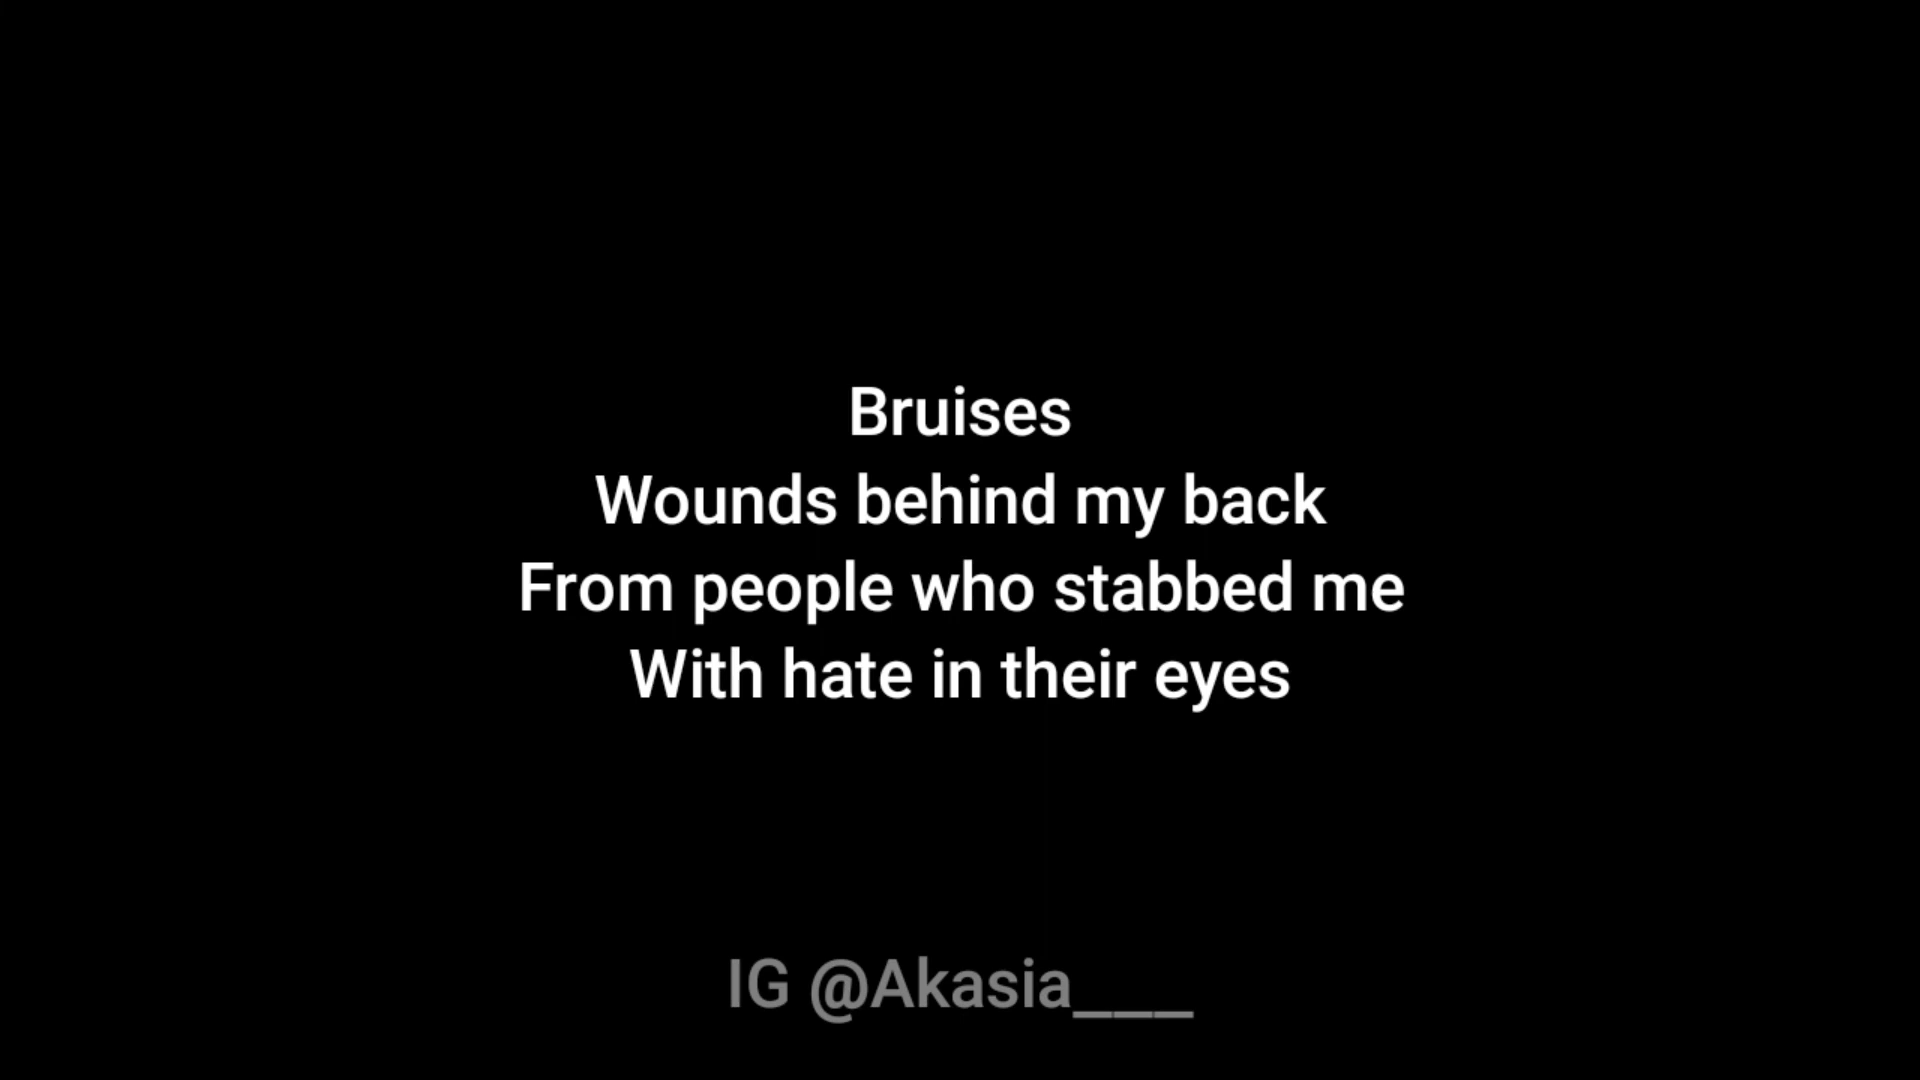 Bruises
Wounds behind my back
From people who stabbed me
With hate in their eyes
IG @Akasia___